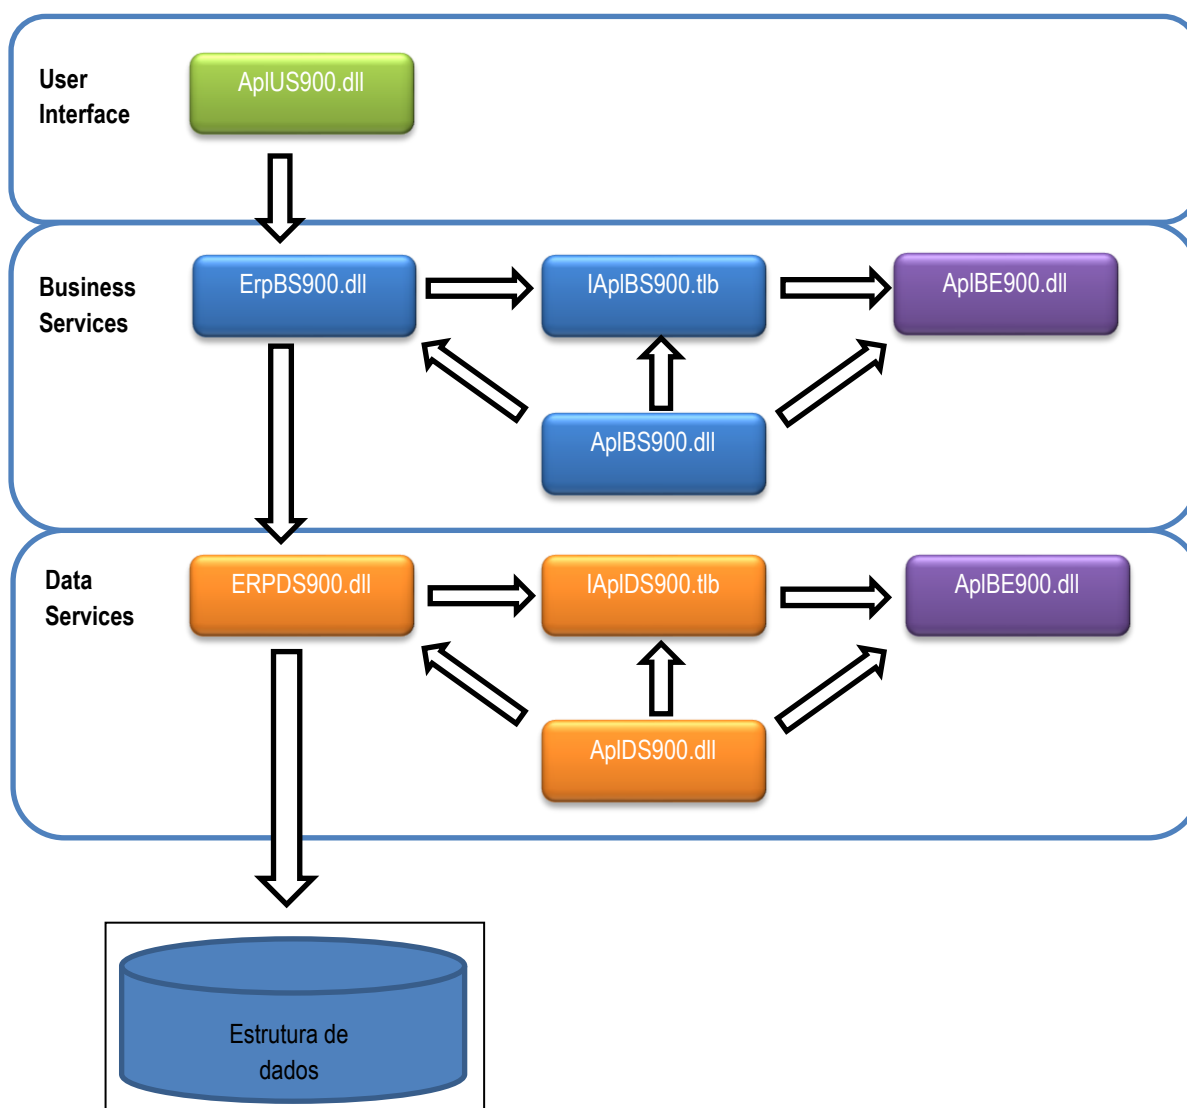 User
Interface
AplUS900.dll
Business
Services
ErpBS900.dll
IAplBS900.tlb
AplBE900.dll
AplBS900.dll
Data
Services
ERPDS900.dll
IAplDS900.tlb
AplBE900.dll
AplDS900.dll
Estrutura de
dados